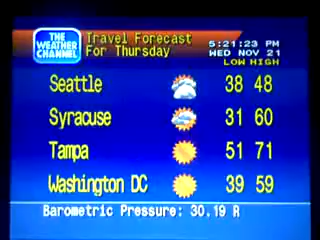 THE WEATHER CHANNEL
Travel Forecast
For Thursday
5:21:23 PM
WED NOV 21
LOW HIGH
Seattle 38 48
Syracuse 31 60
Tampa 51 71
Washington DC 39 59
Barometric Pressure: 30.19 R